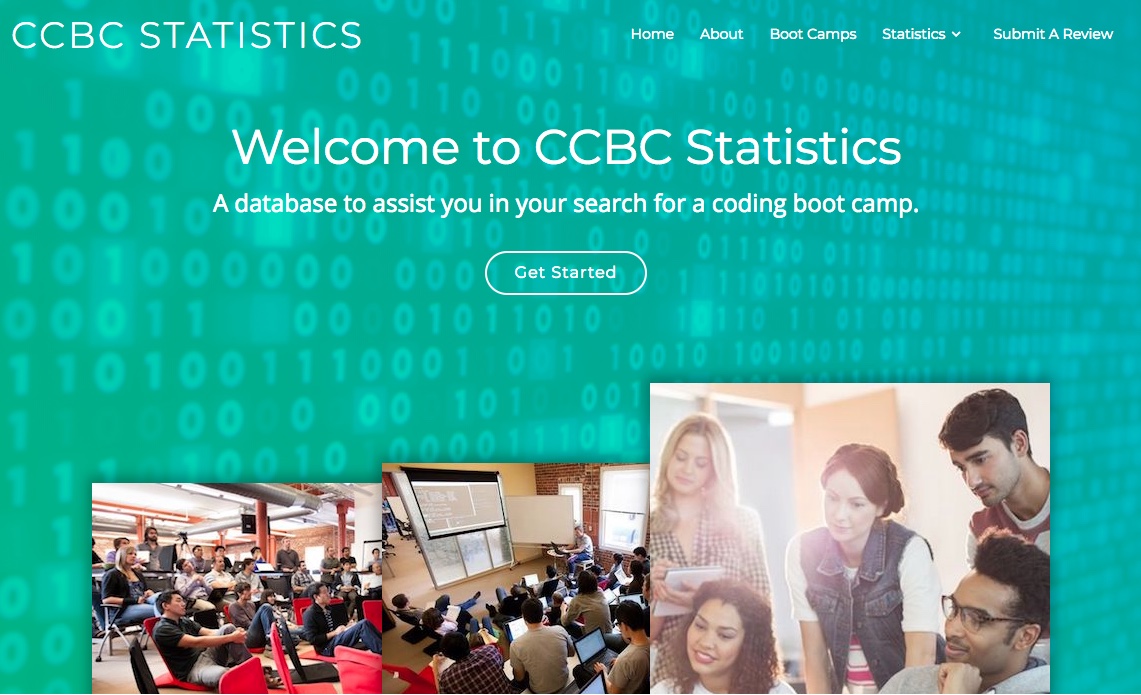 CCBC STATISTICS
Home About Boot Camps Statistics Submit A Review
Welcome to CCBC Statistics
A database to assist you in your search for a coding boot camp.
Get Started